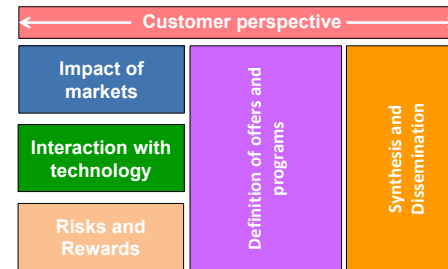 Customer perspective
Impact of
markets
Interaction with
technology
Risks and
Rewards
Definition of offers and
programs
Synthesis and
Dissemination